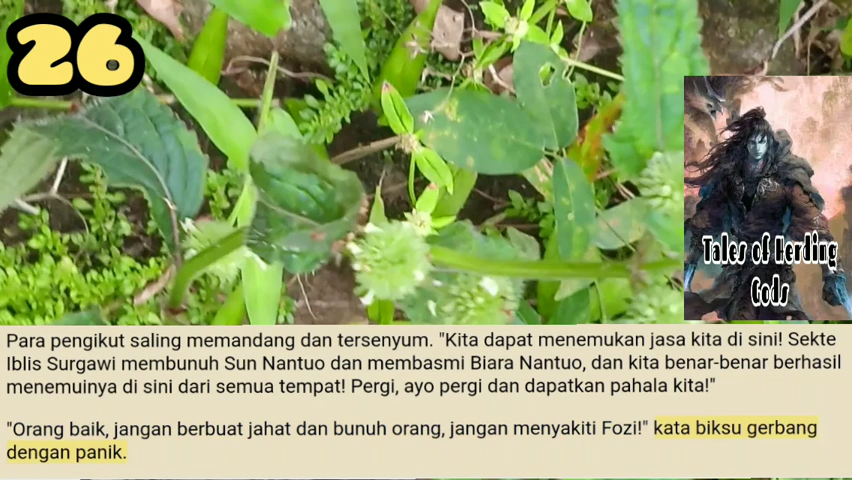 26
Tales of Herding
Gods
Para pengikut saling memandang dan tersenyum. "Kita dapat menemukan jasa kita di sini! Sekte
Iblis Surgawi membunuh Sun Nantuo dan membasmi Biara Nantuo, dan kita benar-benar berhasil
menemuinya di sini dari semua tempat! Pergi, ayo pergi dan dapatkan pahala kita!"
"Orang baik, jangan berbuat jahat dan bunuh orang, jangan menyakiti Fozi!" kata biksu gerbang
dengan panik.